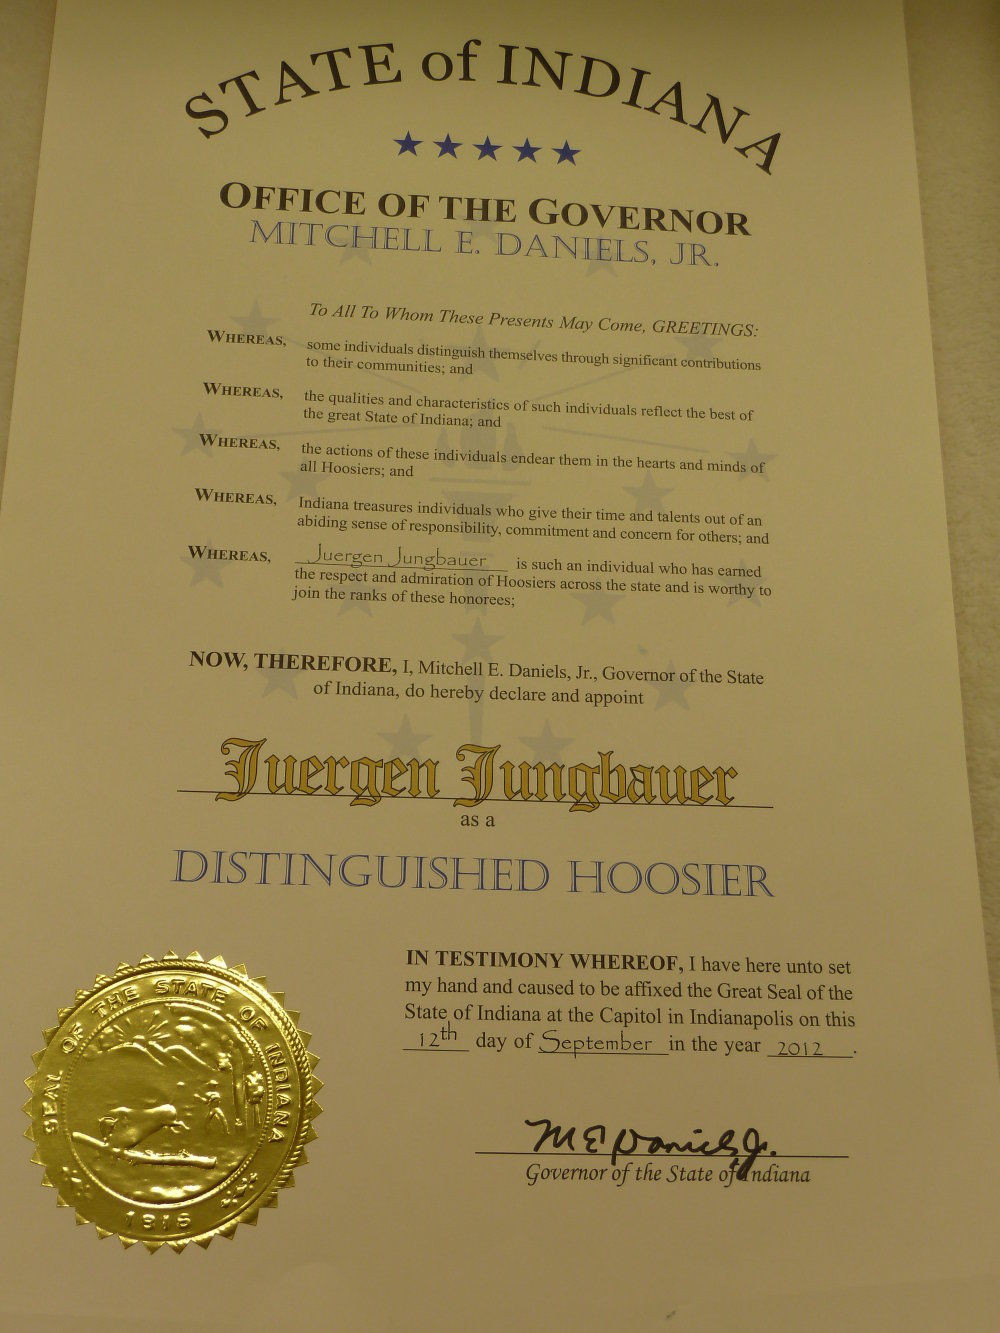 STATE of INDIANA
OFFICE OF THE GOVERNOR
MITCHELL E. DANIELS, JR.
To All To Whom These Presents May Come, GREETINGS:
WHEREAS, some individuals distinguish themselves through significant contributions
to their communities; and
WHEREAS, the qualities and characteristics of such individuals reflect the best of
the great State of Indiana; and
WHEREAS, the actions of these individuals endear them in the hearts and minds of
all Hoosiers; and
WHEREAS, Indiana treasures individuals who give their time and talents out of an
abiding sense of responsibility, commitment and concern for others; and
WHEREAS, Juergen Jungbauer is such an individual who has earned
the respect and admiration of Hoosiers across the state and is worthy to
join the ranks of these honorees;
NOW, THEREFORE, I, Mitchell E. Daniels, Jr., Governor of the State
of Indiana, do hereby declare and appoint
Juergen Jungbauer
as a
DISTINGUISHED HOOSIER
IN TESTIMONY WHEREOF, I have here unto set
my hand and caused to be affixed the Great Seal of the
State of Indiana at the Capitol in Indianapolis on this
12th day of September in the year 2012.
M E Daniels Jr.
Governor of the State of Indiana
SEAL OF THE STATE OF INDIANA
1816